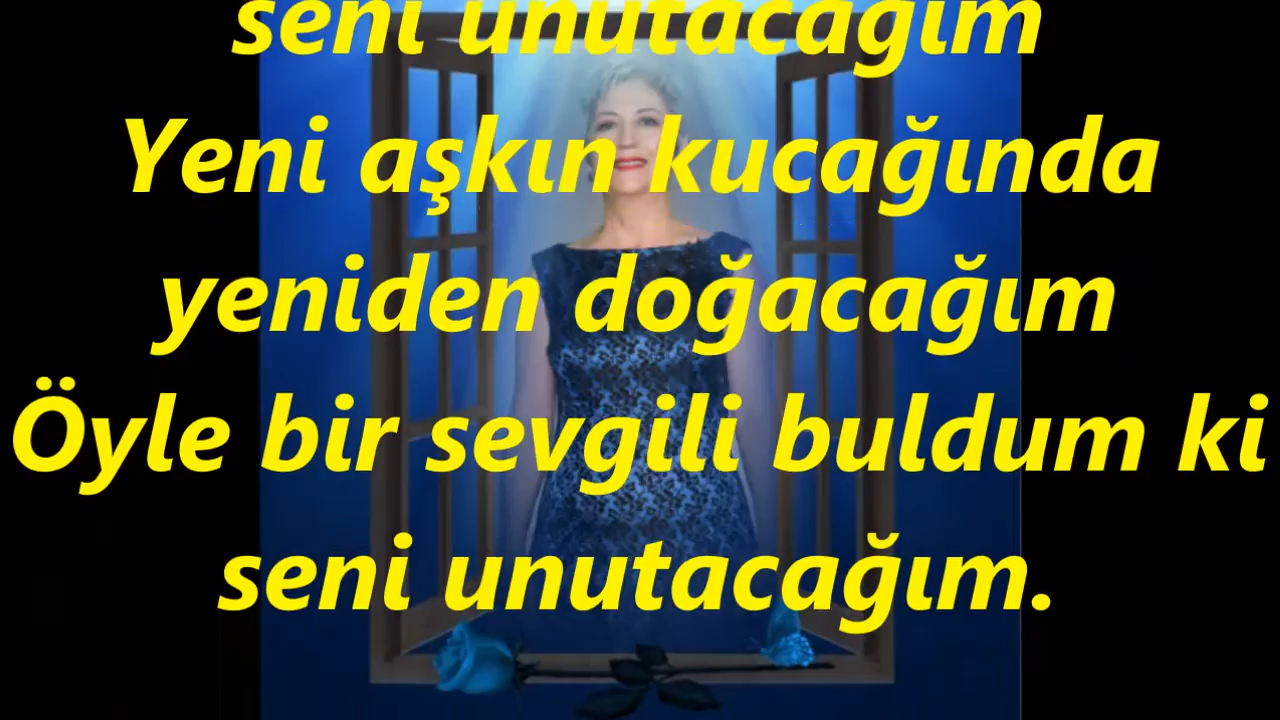 seni unutacağım
Yeni aşkın kucağında
yeniden doğacağım
Öyle bir sevgili buldum ki
seni unutacağım.